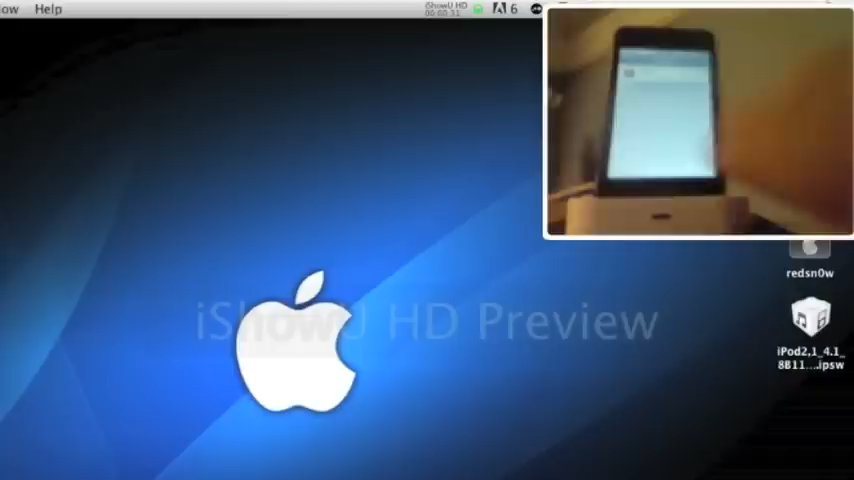 ow Help
iShowU HD
00:00:31
6
redsn0w
iShowU HD Preview
iPod2,1_4.1_
8B11....ipsw